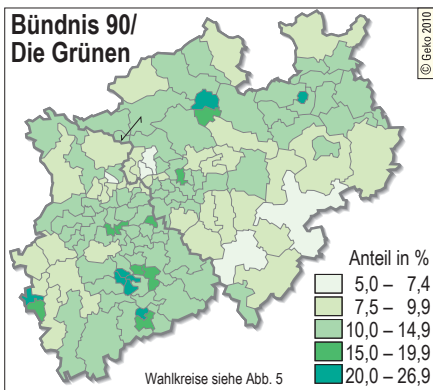 Bündnis 90/
Die Grünen
© Geko 2010
Anteil in %
5,0 – 7,4
7,5 – 9,9
10,0 – 14,9
15,0 – 19,9
20,0 – 26,9
Wahlkreise siehe Abb. 5